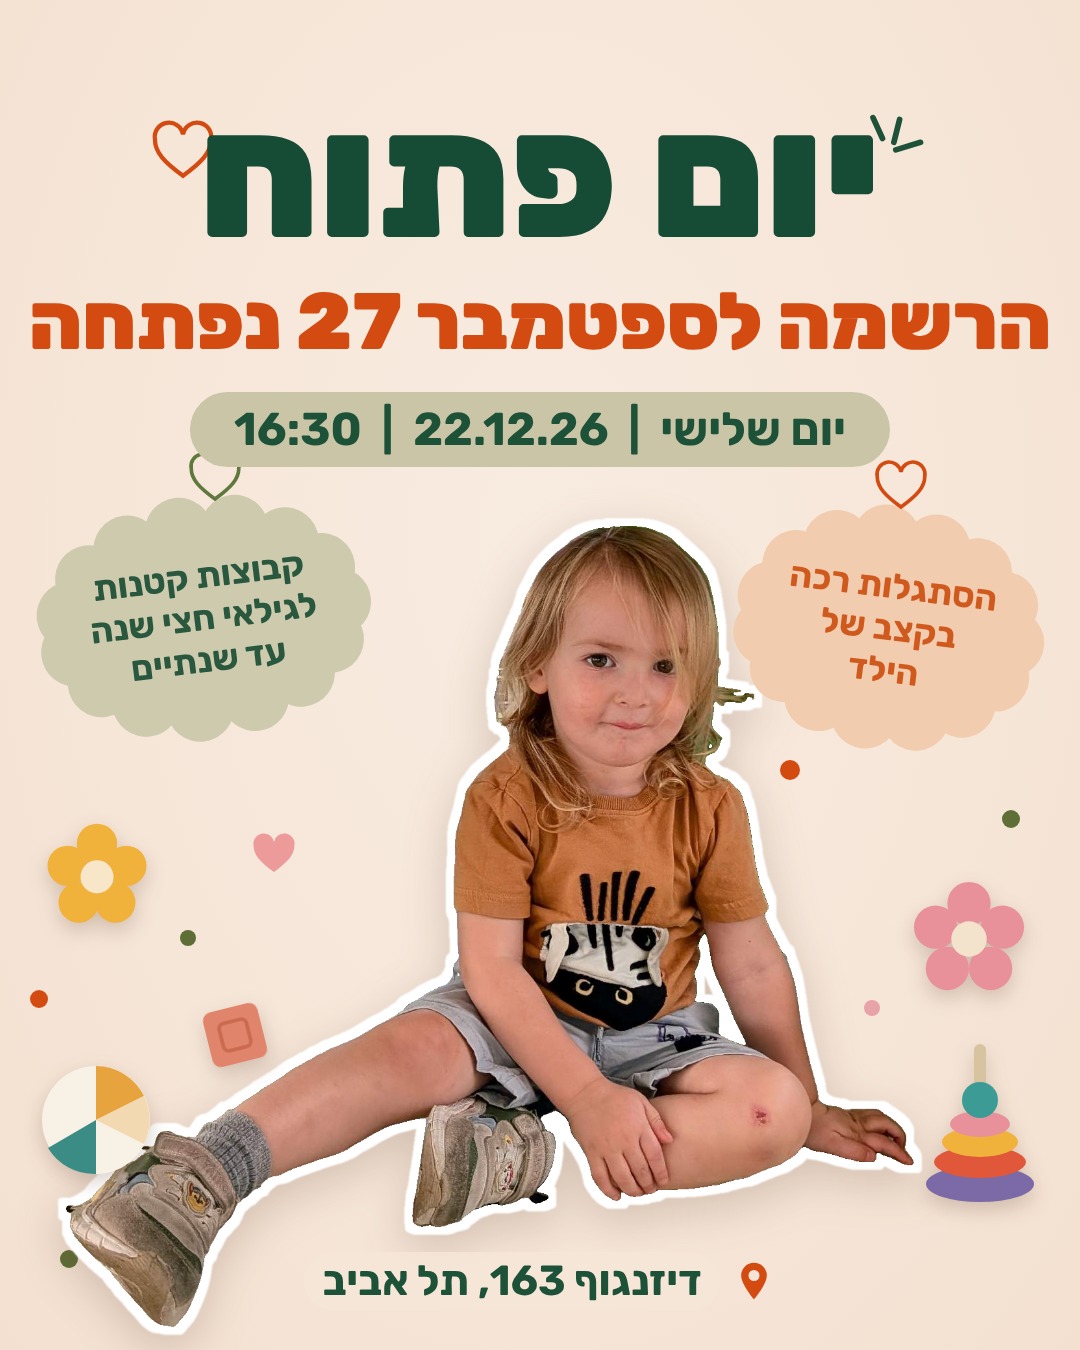 יום פתוח
הרשמה לספטמבר 27 נפתחה
יום שלישי | 22.12.26 | 16:30
הסתגלות רכה
בקצב של
הילד
קבוצות קטנות
לגילאי חצי שנה
עד שנתיים
דיזנגוף 163, תל אביב